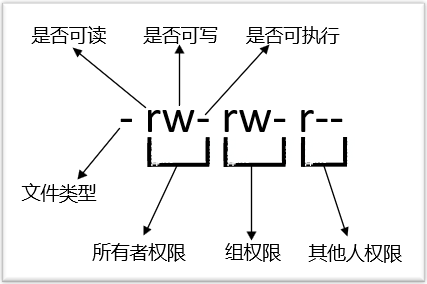 是否可读 是否可写 是否可执行
- rw- rw- r--
文件类型
所有者权限 组权限 其他人权限